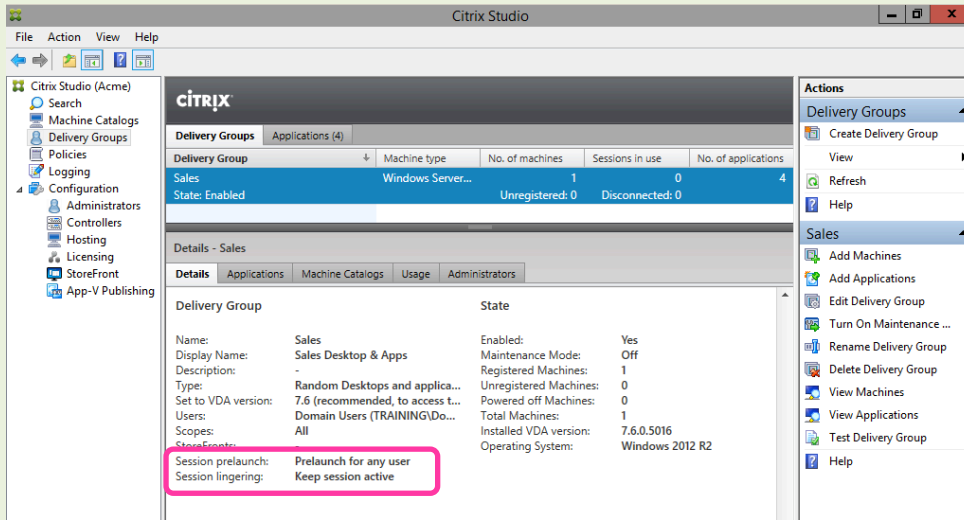 Citrix Studio
File Action View Help
Citrix Studio (Acme)
Search
Machine Catalogs
Delivery Groups
Policies
Logging
Configuration
Administrators
Controllers
Hosting
Licensing
StoreFront
App-V Publishing
CITRIX
Delivery Groups Applications (4)
Delivery Group Machine type No. of machines Sessions in use No. of applications
Sales Windows Server... 1 0 4
State: Enabled Unregistered: 0 Disconnected: 0
Details - Sales
Details Applications Machine Catalogs Usage Administrators
Delivery Group State
Name: Sales Enabled: Yes
Display Name: Sales Desktop & Apps Maintenance Mode: Off
Description: - Registered Machines: 1
Type: Random Desktops and applica... Unregistered Machines: 0
Set to VDA version: 7.6 (recommended, to access t... Powered off Machines: 0
Users: Domain Users (TRAINING\Do... Total Machines: 1
Scopes: All Installed VDA version: 7.6.0.5016
StoreFronts: - Operating System: Windows 2012 R2
Session prelaunch: Prelaunch for any user
Session lingering: Keep session active
Actions
Delivery Groups
Create Delivery Group
View
Refresh
Help
Sales
Add Machines
Add Applications
Edit Delivery Group
Turn On Maintenance ...
Rename Delivery Group
Delete Delivery Group
View Machines
View Applications
Test Delivery Group
Help